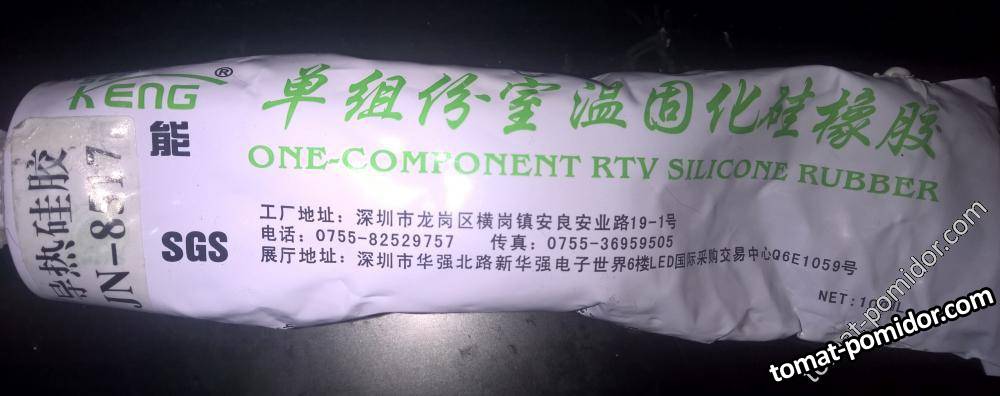 KENG®
能
导热硅胶
JN-8517
SGS
单组份室温固化硅橡胶
ONE-COMPONENT RTV SILICONE RUBBER
工厂地址：深圳市龙岗区横岗镇安良安业路19-1号
电话：0755-82529757 传真：0755-36959505
展厅地址：深圳市华强北路新华强电子世界6楼LED国际采购交易中心Q6E1059号
NET:
tomat-pomidor.com
tomat-pomidor.com